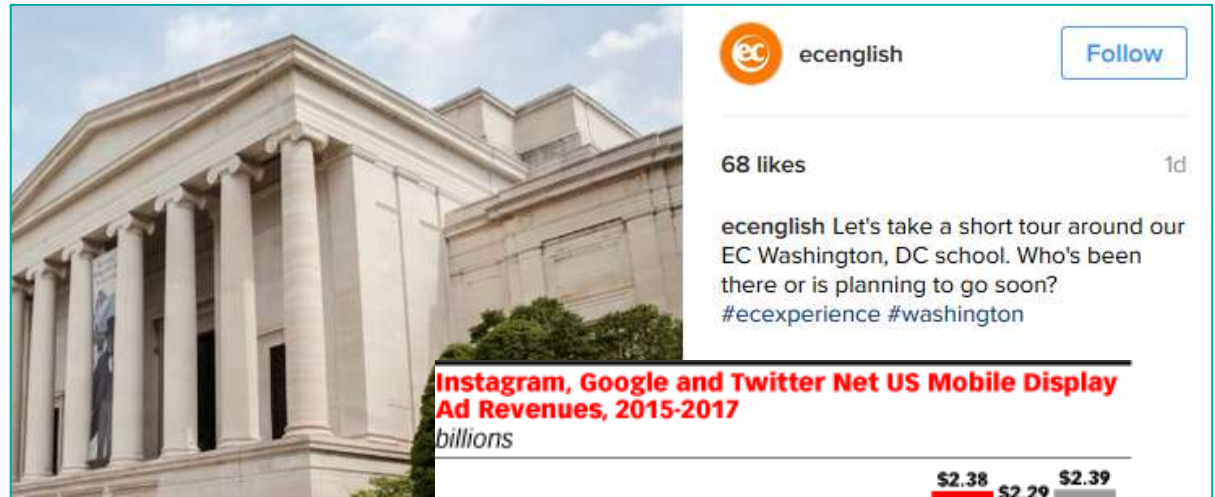 ec
ecenglish
Follow
68 likes
1d
ecenglish Let's take a short tour around our
EC Washington, DC school. Who's been
there or is planning to go soon?
#ecexperience #washington
Instagram, Google and Twitter Net US Mobile Display
Ad Revenues, 2015-2017
billions
$2.38
$2.29
$2.39